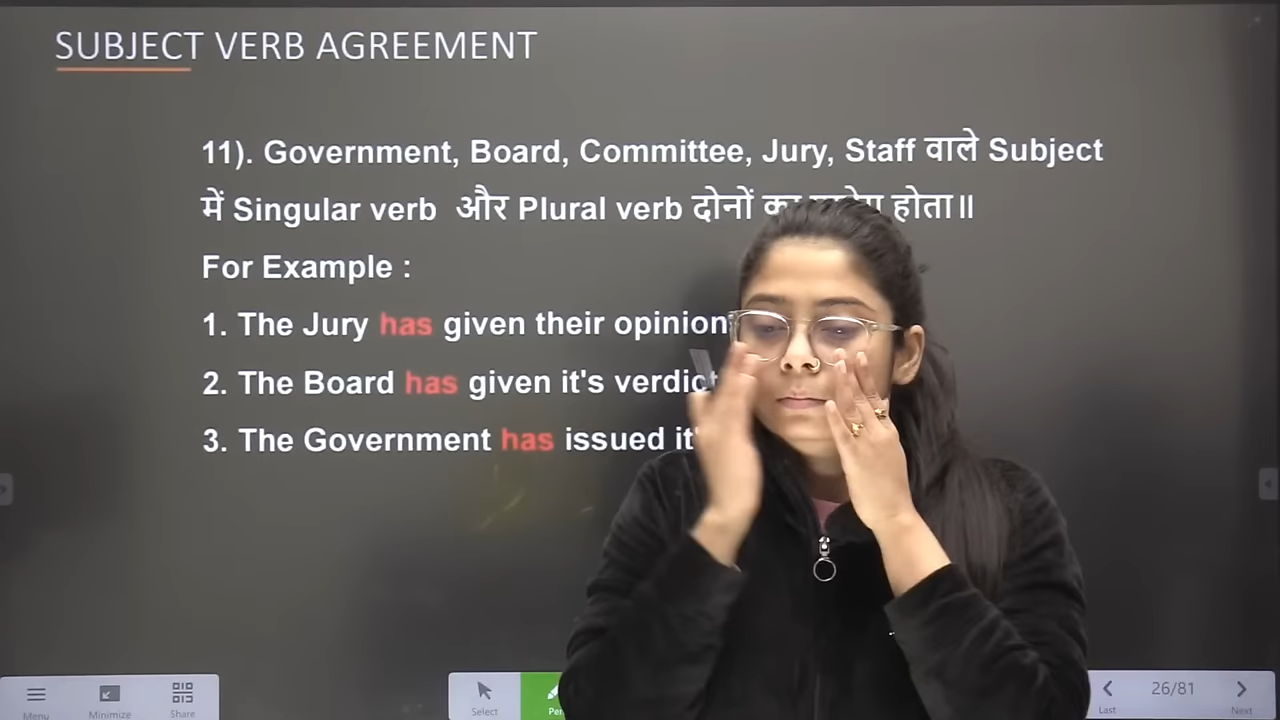 SUBJECT VERB AGREEMENT
11). Government, Board, Committee, Jury, Staff वाले Subject
में Singular verb और Plural verb दोनों का होता॥
For Example :
1. The Jury has given their opinion
2. The Board has given it's verdict
3. The Government has issued it'
Menu
Minimize
Share
Select
Pen
26/81
Last
Next